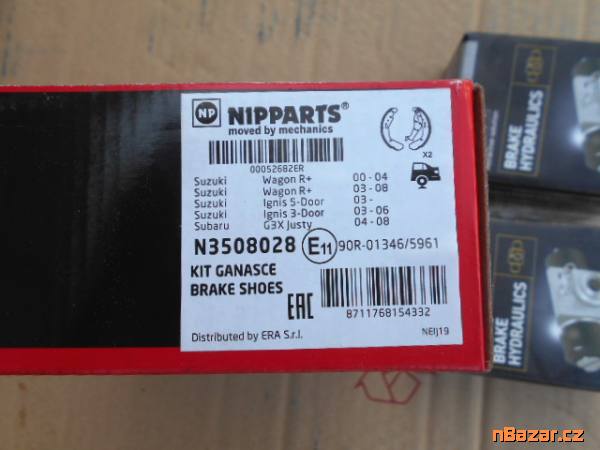 NP NIPPARTS®
moved by mechanics
00052682ER
X2
Suzuki Wagon R+ 00 - 04
Suzuki Wagon R+ 03 - 08
Suzuki Ignis 5-Door 03 -
Suzuki Ignis 3-Door 03 - 06
Subaru G3X Justy 04 - 08
N3508028 E11 90R-01346/5961
KIT GANASCE
BRAKE SHOES
EAC
8711768154332
Distributed by ERA S.r.l.
NEIJ19
BRAKE
HYDRAULICS
BRAKE
HYDRAULICS
nBazar.cz